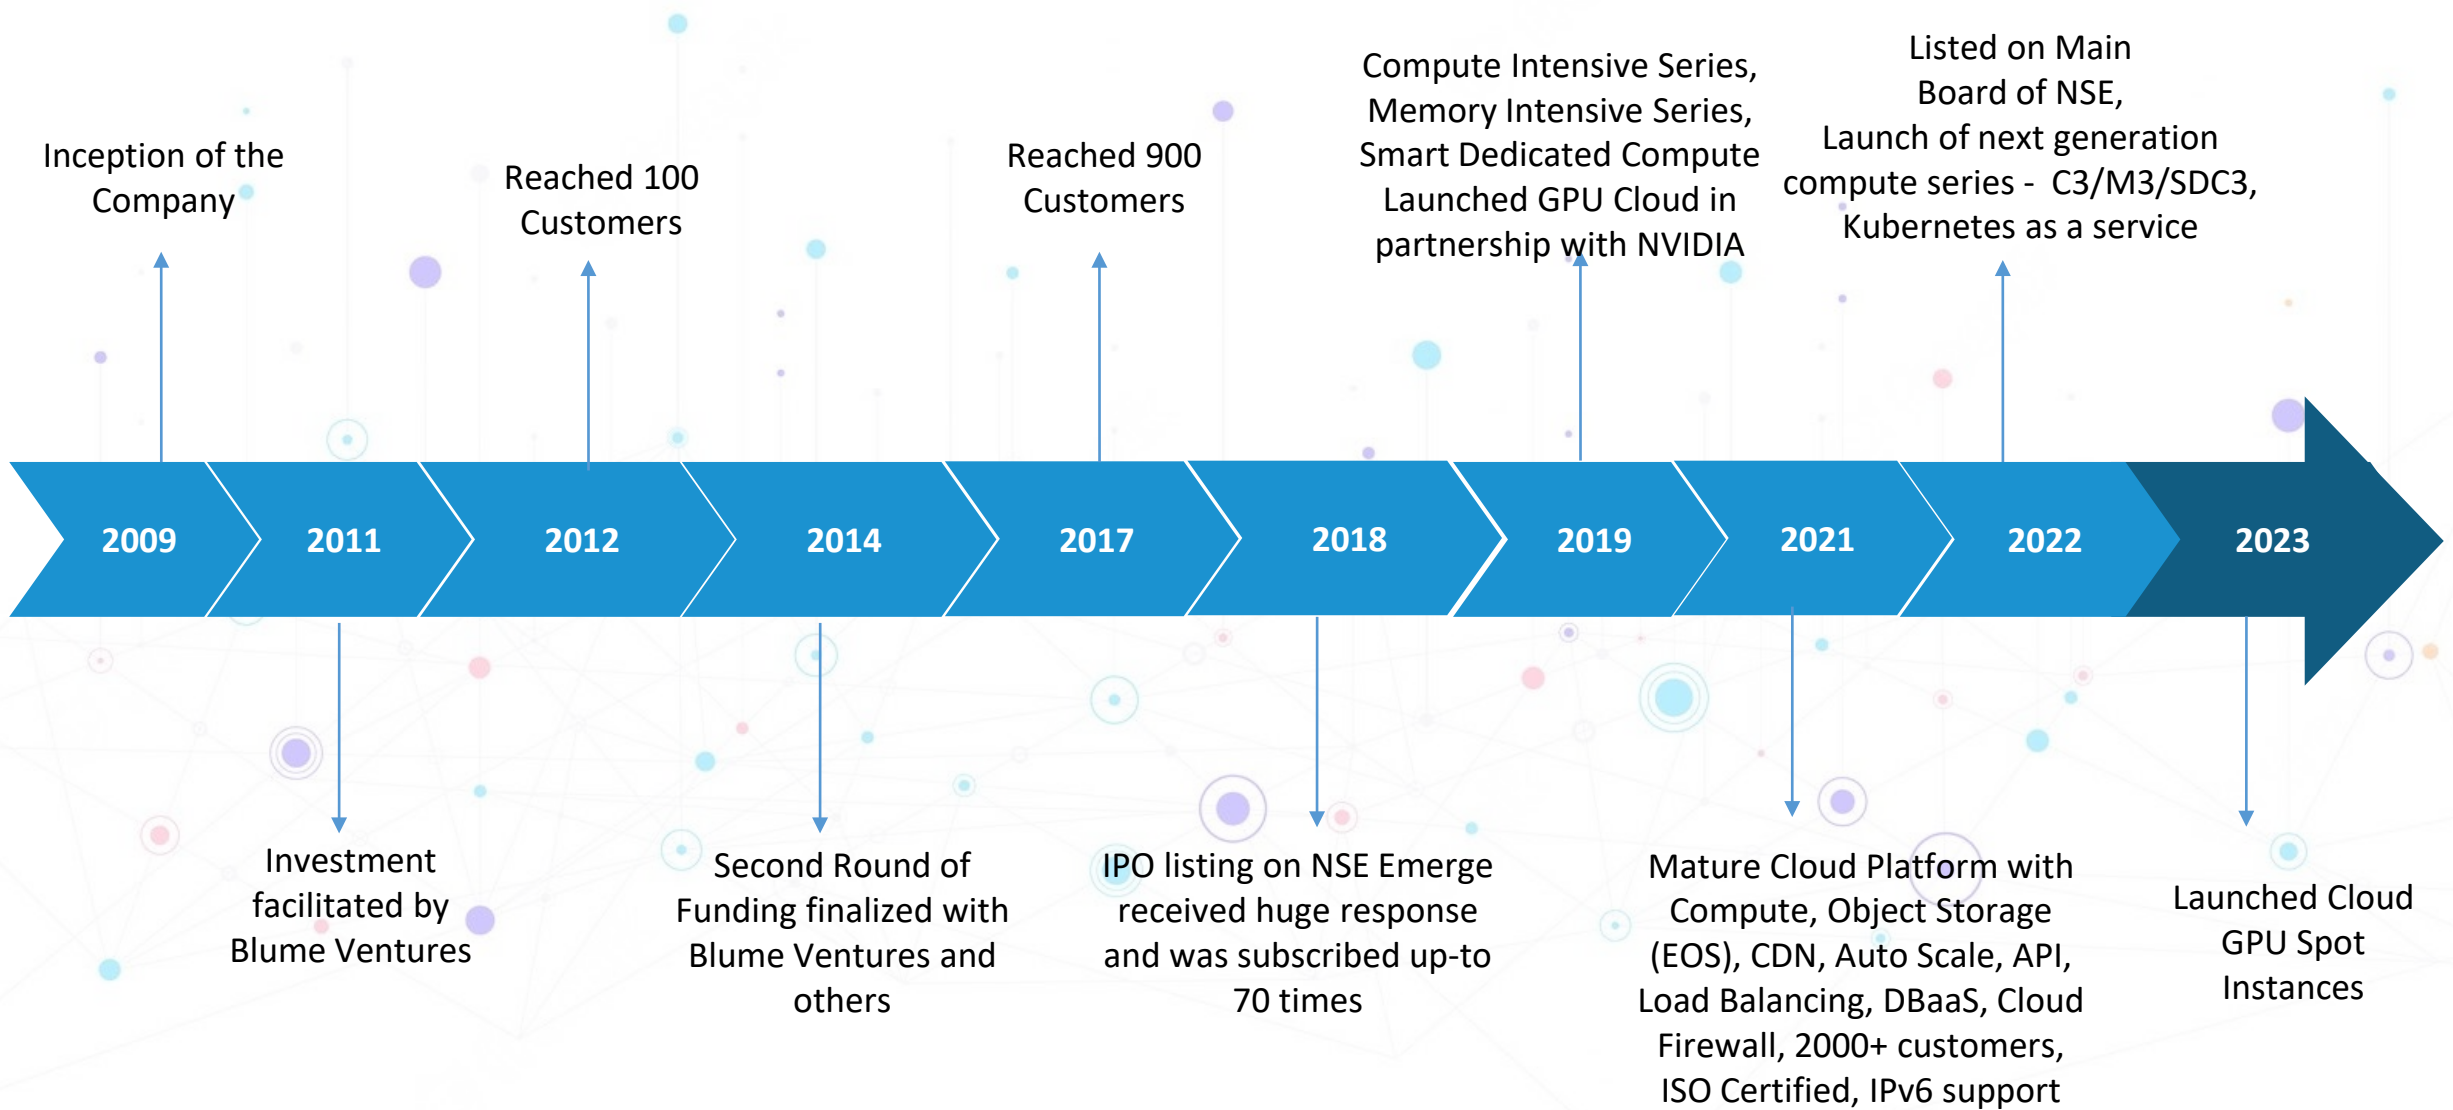 Inception of the
Company
Reached 100
Customers
Reached 900
Customers
Compute Intensive Series,
Memory Intensive Series,
Smart Dedicated Compute
Launched GPU Cloud in
partnership with NVIDIA
Listed on Main
Board of NSE,
Launch of next generation
compute series -  C3/M3/SDC3,
Kubernetes as a service
2009
2011
2012
2014
2017
2018
2019
2021
2022
2023
Investment
facilitated by
Blume Ventures
Second Round of
Funding finalized with
Blume Ventures and
others
IPO listing on NSE Emerge
received huge response
and was subscribed up-to
70 times
Mature Cloud Platform with
Compute, Object Storage
(EOS), CDN, Auto Scale, API,
Load Balancing, DBaaS, Cloud
Firewall, 2000+ customers,
ISO Certified, IPv6 support
Launched Cloud
GPU Spot
Instances